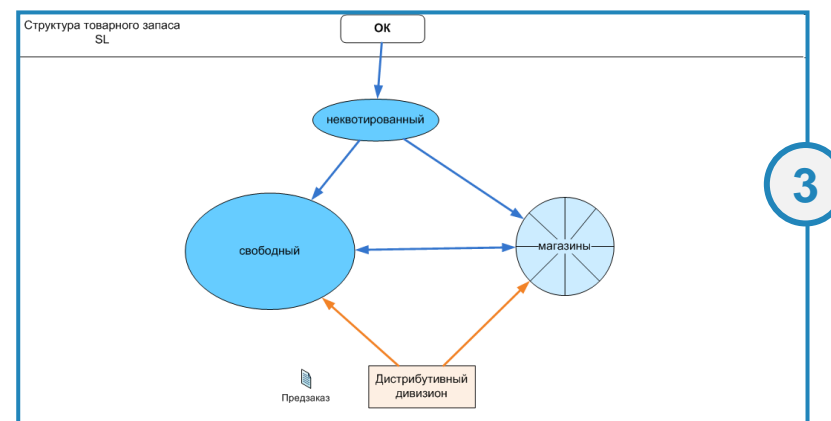 Структура товарного запаса
SL
ОК
неквотированный
3
свободный
магазины
Дистрибутивный
дивизион
Предзаказ